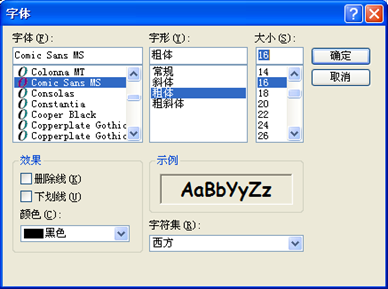 字体
字体(F):
Comic Sans MS
Colonna MT
Comic Sans MS
Consolas
Constantia
Cooper Black
Copperplate Gothic
Copperplate Gothic
字形(Y):
粗体
常规
斜体
粗体
粗斜体
大小(S):
16
14
16
18
20
22
24
26
确定
取消
效果
删除线(K)
下划线(U)
颜色(C):
黑色
示例
AaBbYyZz
字符集(R):
西方